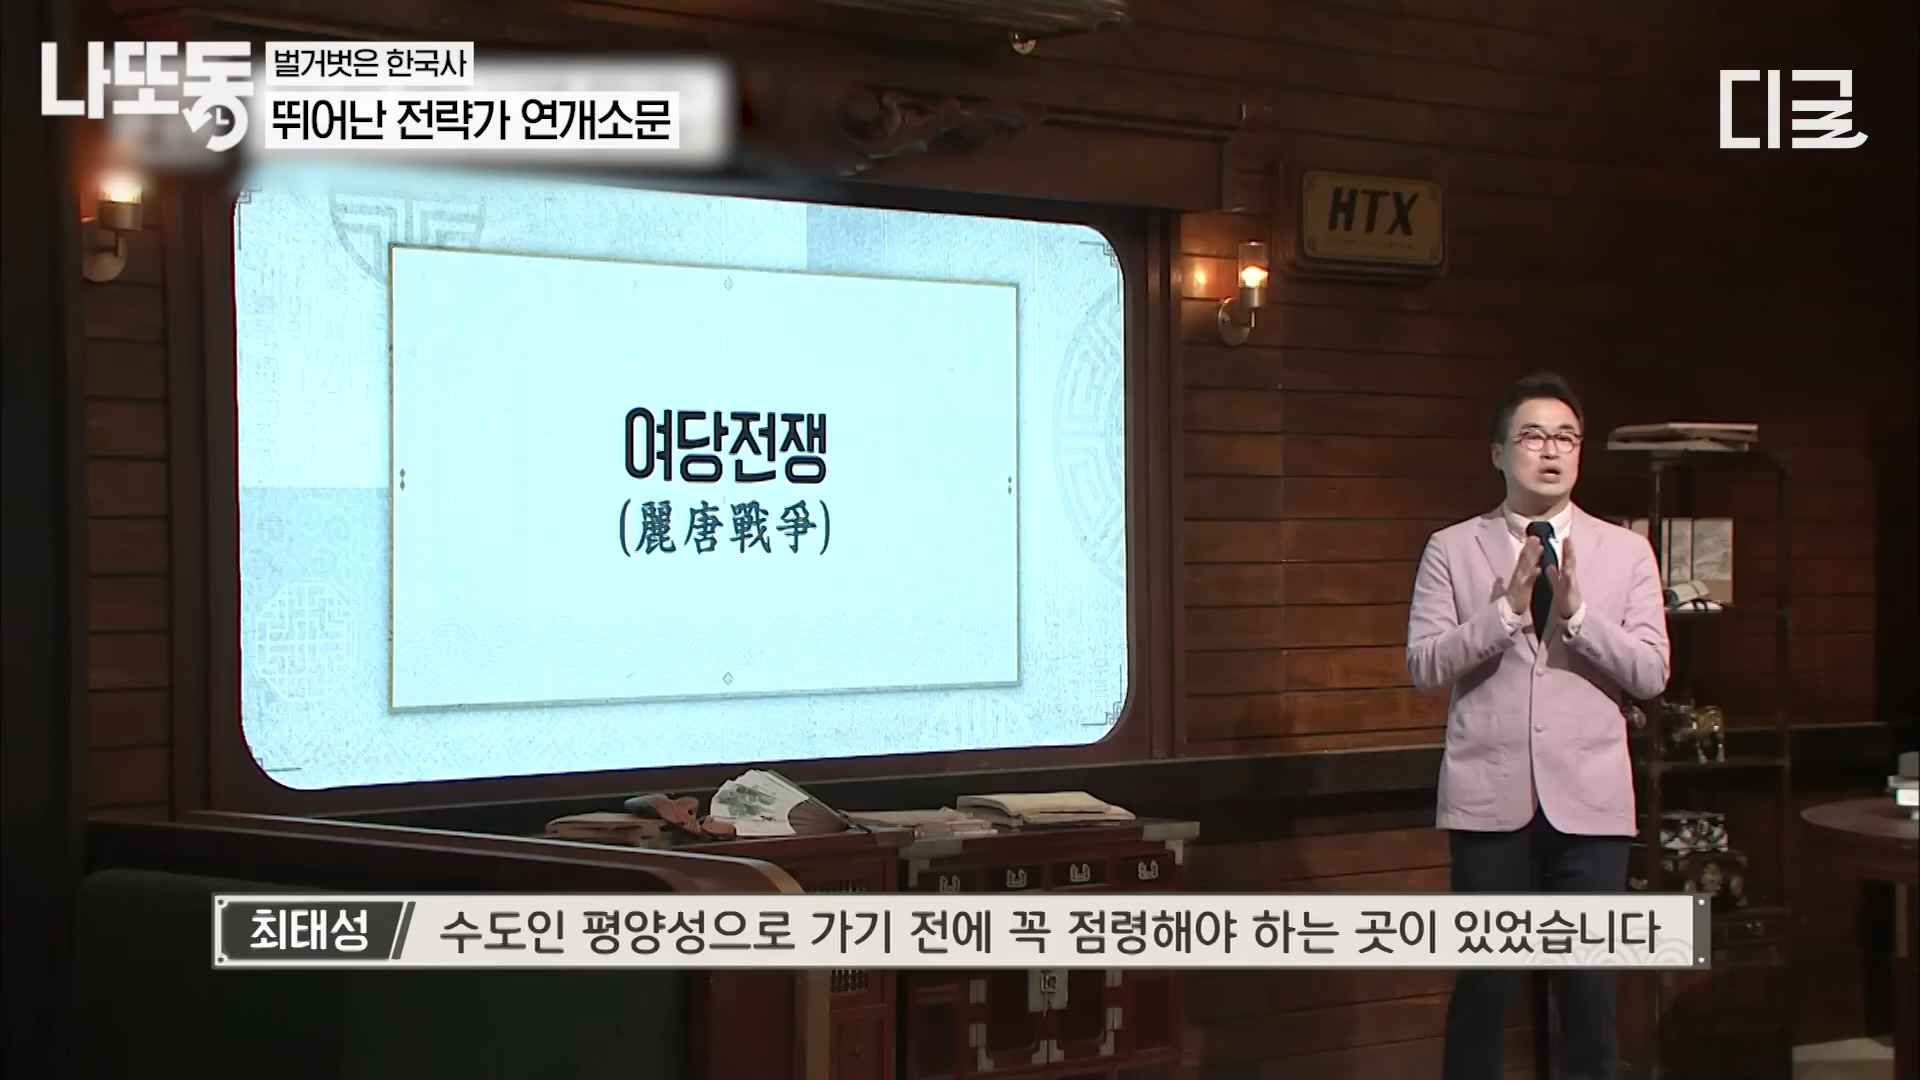 나또동
벌거벗은 한국사
뛰어난 전략가 연개소문
디글
HTX
여당전쟁
(麗唐戰爭)
최태성
수도인 평양성으로 가기 전에 꼭 점령해야 하는 곳이 있었습니다